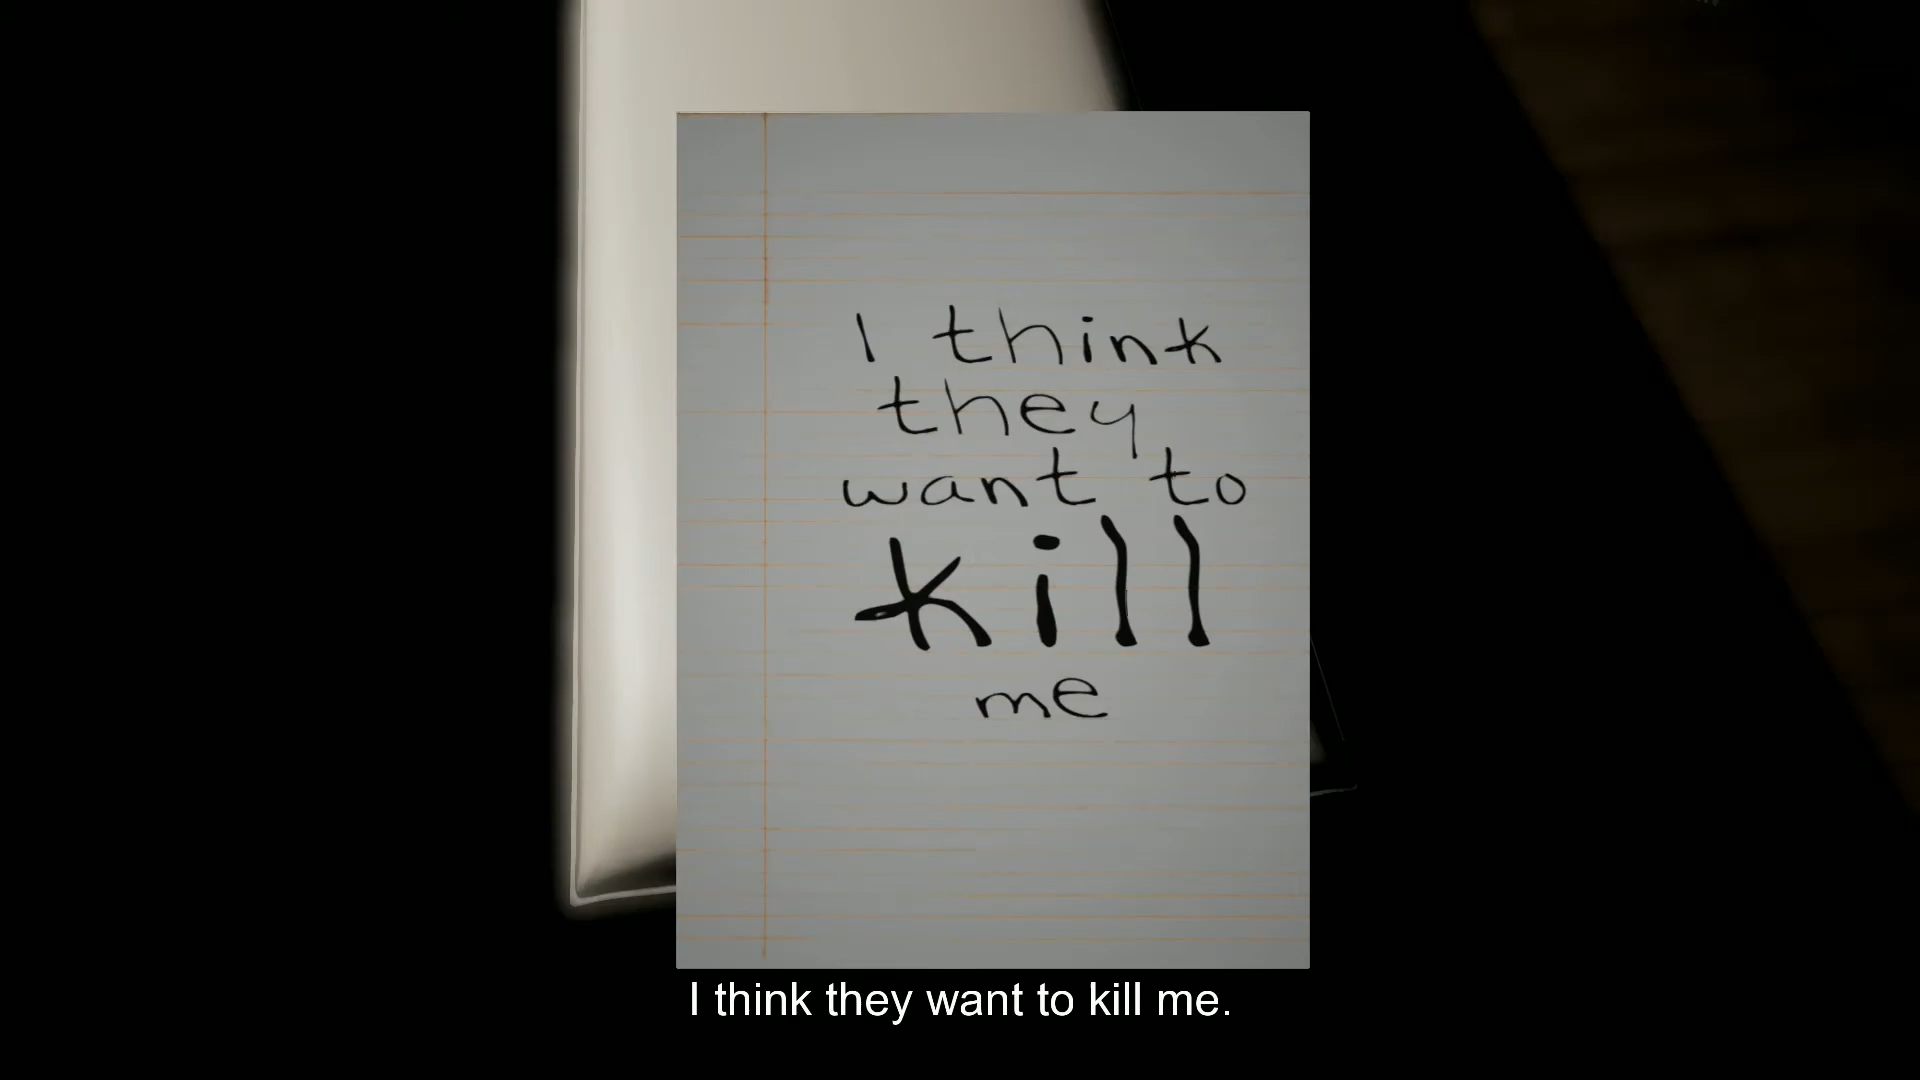 I think
they
want to
kill
me
I think they want to kill me.